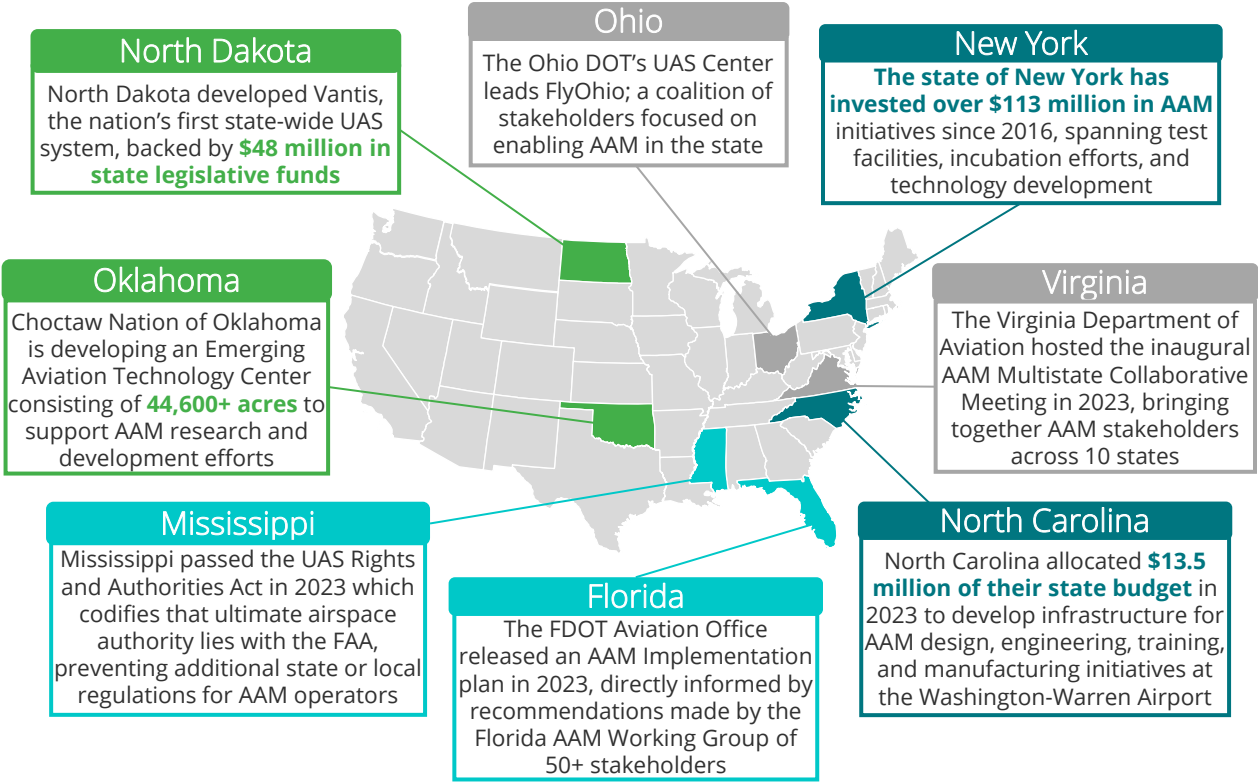 North Dakota
North Dakota developed Vantis,
the nation’s first state-wide UAS
system, backed by $48 million in
state legislative funds
Ohio
The Ohio DOT’s UAS Center
leads FlyOhio; a coalition of
stakeholders focused on
enabling AAM in the state
New York
The state of New York has
invested over $113 million in AAM
initiatives since 2016, spanning test
facilities, incubation efforts, and
technology development
Oklahoma
Choctaw Nation of Oklahoma
is developing an Emerging
Aviation Technology Center
consisting of 44,600+ acres to
support AAM research and
development efforts
Virginia
The Virginia Department of
Aviation hosted the inaugural
AAM Multistate Collaborative
Meeting in 2023, bringing
together AAM stakeholders
across 10 states
Mississippi
Mississippi passed the UAS Rights
and Authorities Act in 2023 which
codifies that ultimate airspace
authority lies with the FAA,
preventing additional state or local
regulations for AAM operators
Florida
The FDOT Aviation Office
released an AAM Implementation
plan in 2023, directly informed by
recommendations made by the
Florida AAM Working Group of
50+ stakeholders
North Carolina
North Carolina allocated $13.5
million of their state budget in
2023 to develop infrastructure for
AAM design, engineering, training,
and manufacturing initiatives at
the Washington-Warren Airport